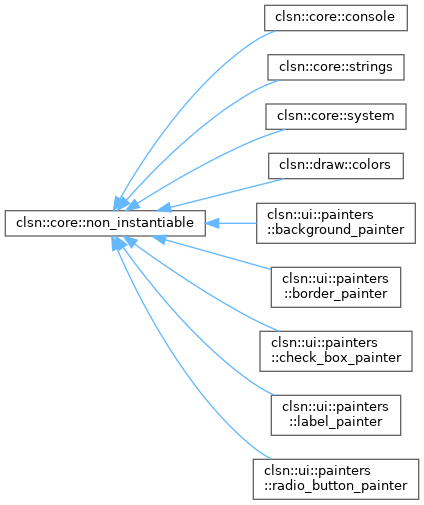 clsn::core::console
clsn::core::strings
clsn::core::system
clsn::draw::colors
clsn::core::non_instantiable
clsn::ui::painters
::background_painter
clsn::ui::painters
::border_painter
clsn::ui::painters
::check_box_painter
clsn::ui::painters
::label_painter
clsn::ui::painters
::radio_button_painter